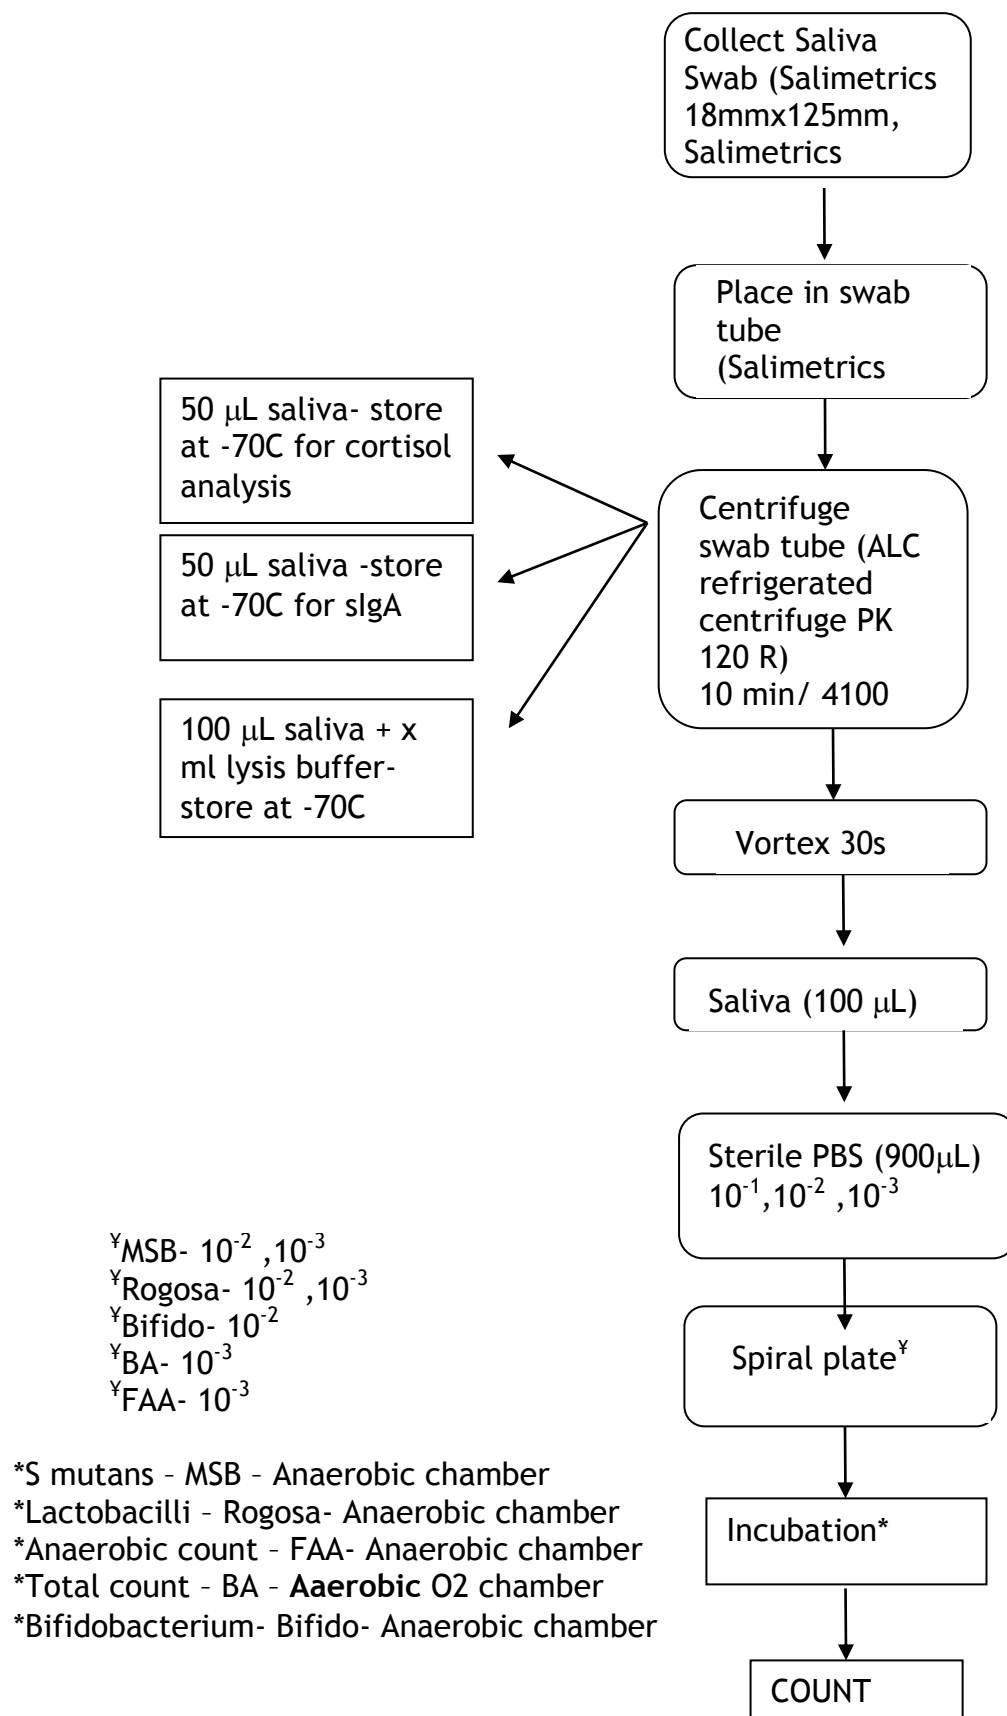 Collect Saliva
Swab (Salimetrics
18mmx125mm,
Salimetrics
Place in swab
tube
(Salimetrics
50 μL saliva- store
at -70C for cortisol
analysis
50 μL saliva -store
at -70C for sIgA
100 μL saliva + x
ml lysis buffer-
store at -70C
Centrifuge
swab tube (ALC
refrigerated
centrifuge PK
120 R)
10 min/ 4100
Vortex 30s
Saliva (100 μL)
Sterile PBS (900μL)
10⁻¹,10⁻² ,10⁻³
Spiral plate¥
Incubation*
COUNT
¥MSB- 10⁻² ,10⁻³
¥Rogosa- 10⁻² ,10⁻³
¥Bifido- 10⁻²
¥BA- 10⁻³
¥FAA- 10⁻³
*S mutans – MSB – Anaerobic chamber
*Lactobacilli – Rogosa- Anaerobic chamber
*Anaerobic count – FAA- Anaerobic chamber
*Total count – BA – Aaerobic O2 chamber
*Bifidobacterium- Bifido- Anaerobic chamber